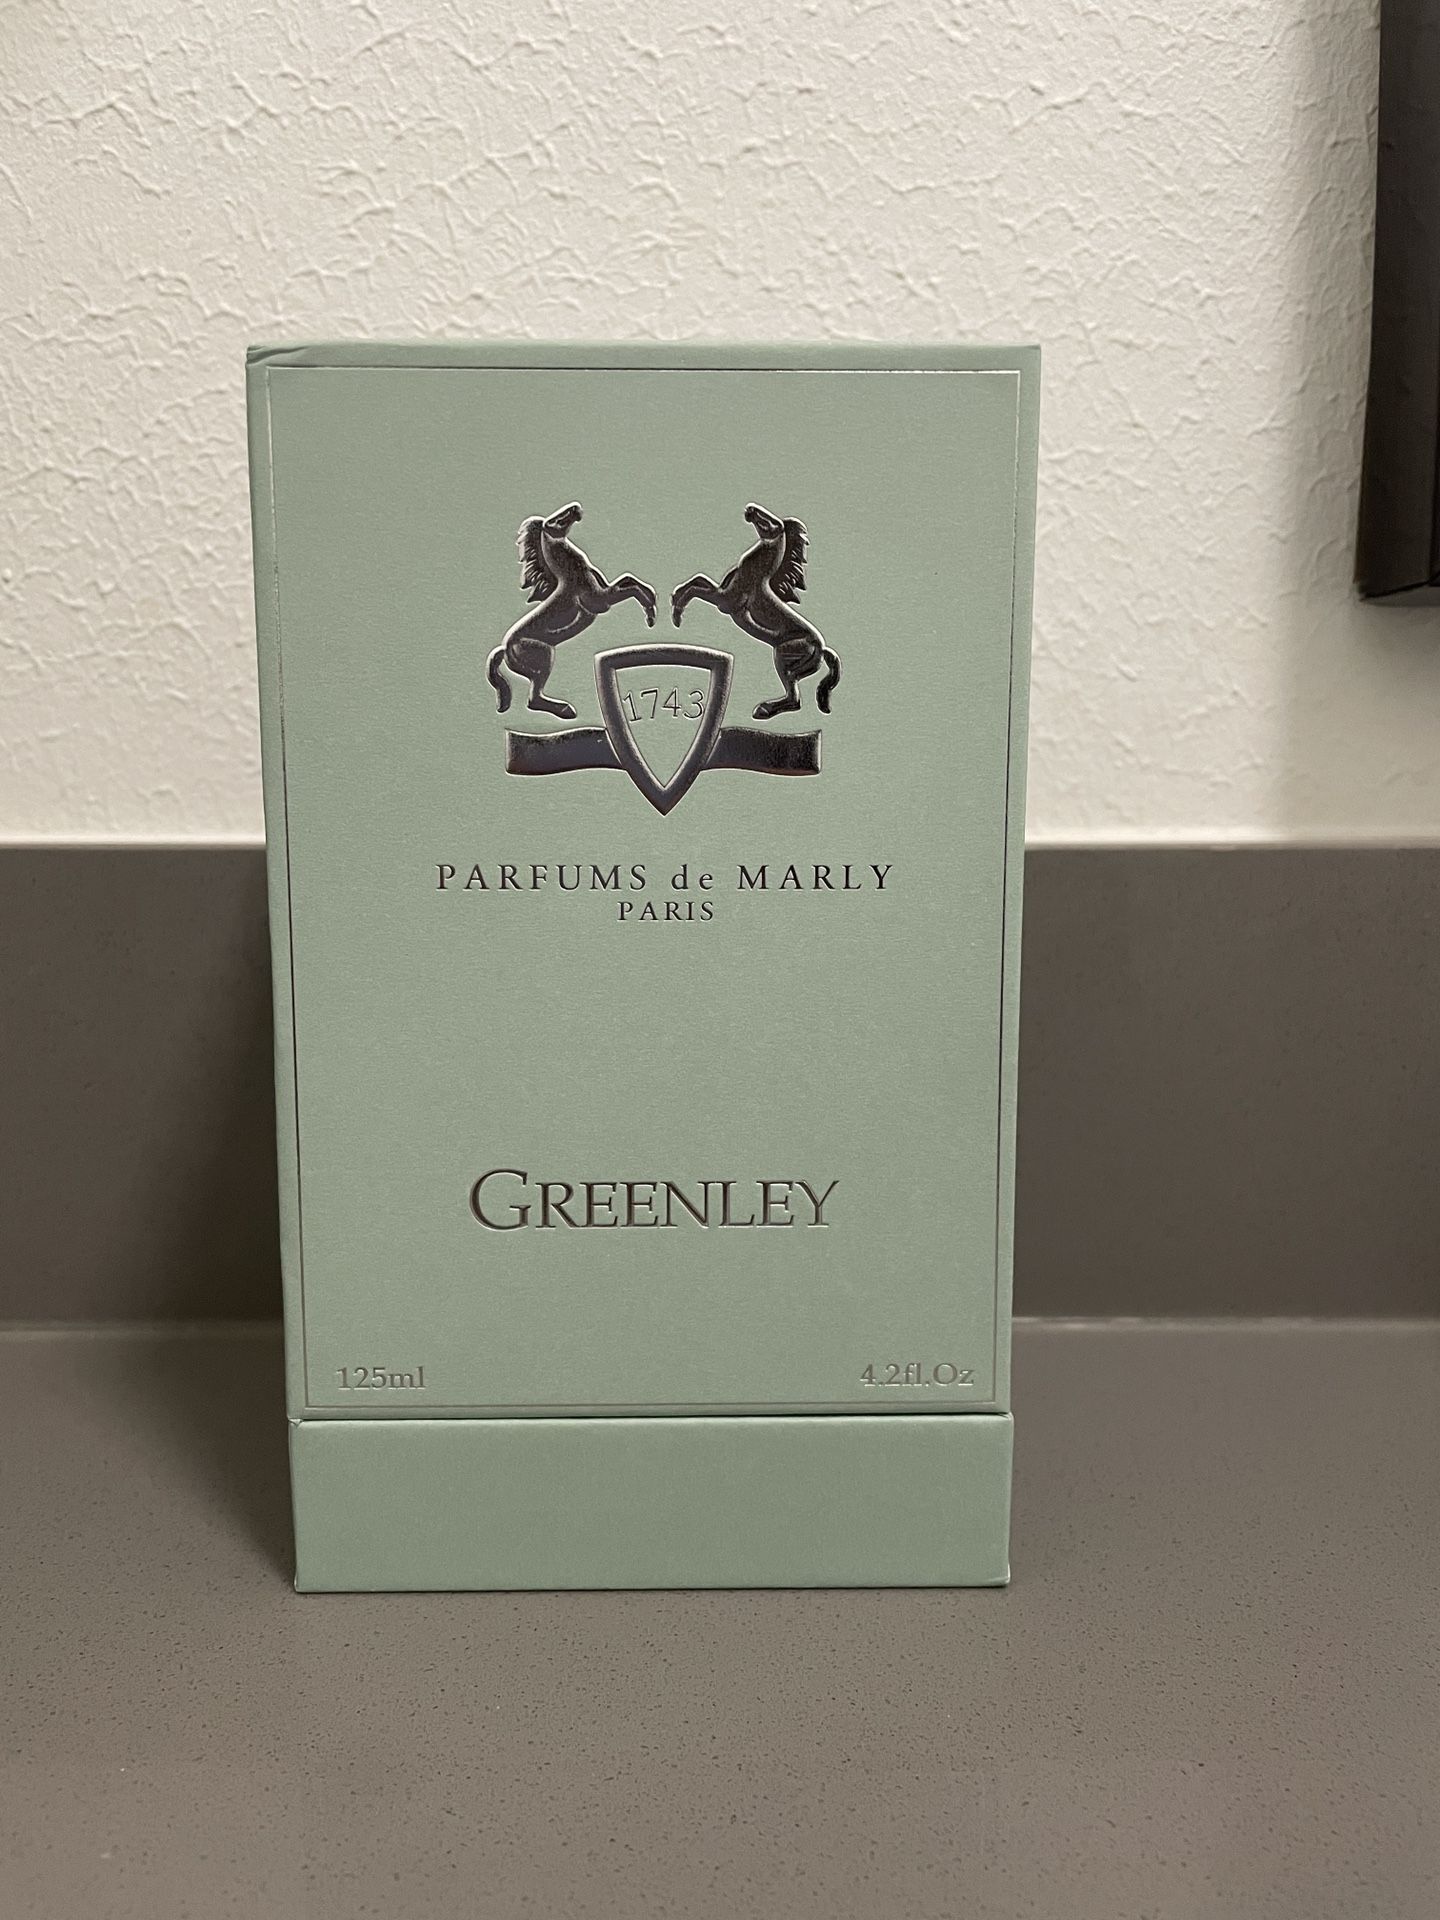 1743
PARFUMS de MARLY
PARIS
GREENLEY
125ml
4.2fl.Oz